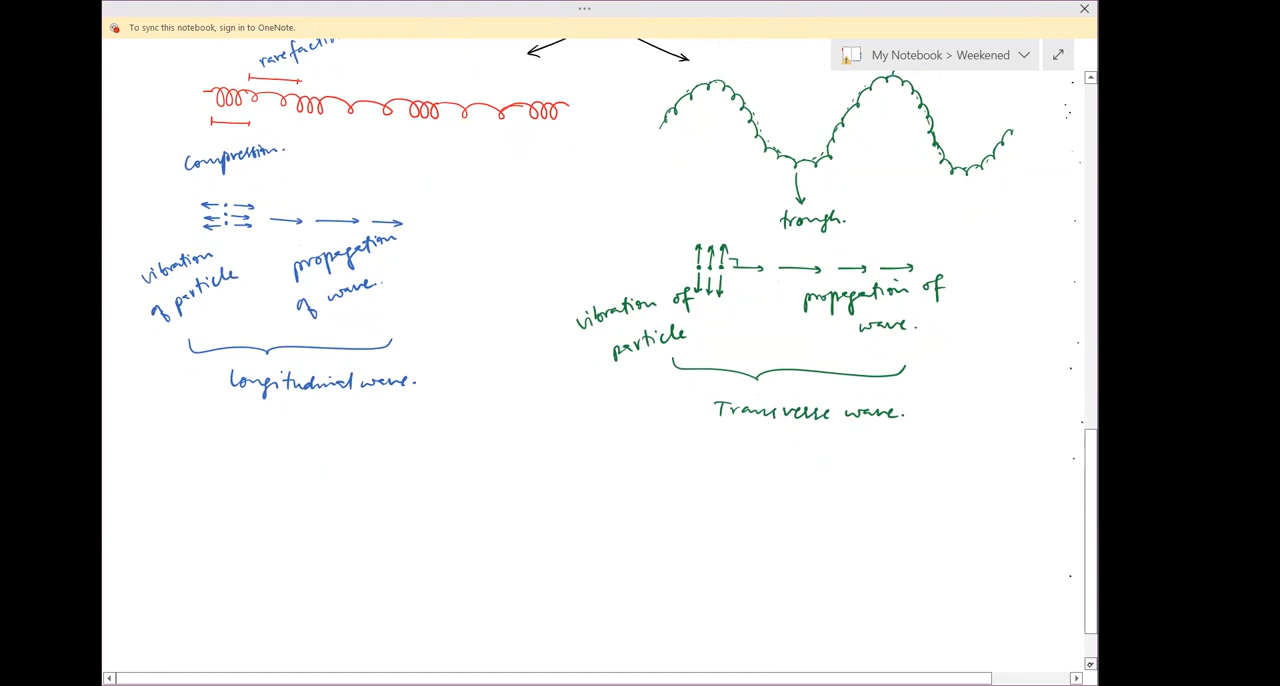 To sync this notebook, sign in to OneNote.
My Notebook > Weekened
rarefacti
Compression.
vibration
of particle
propagation
of wave.
Longitudinal wave.
trough.
vibration of
particle
propagation of
wave.
Transverse wave.